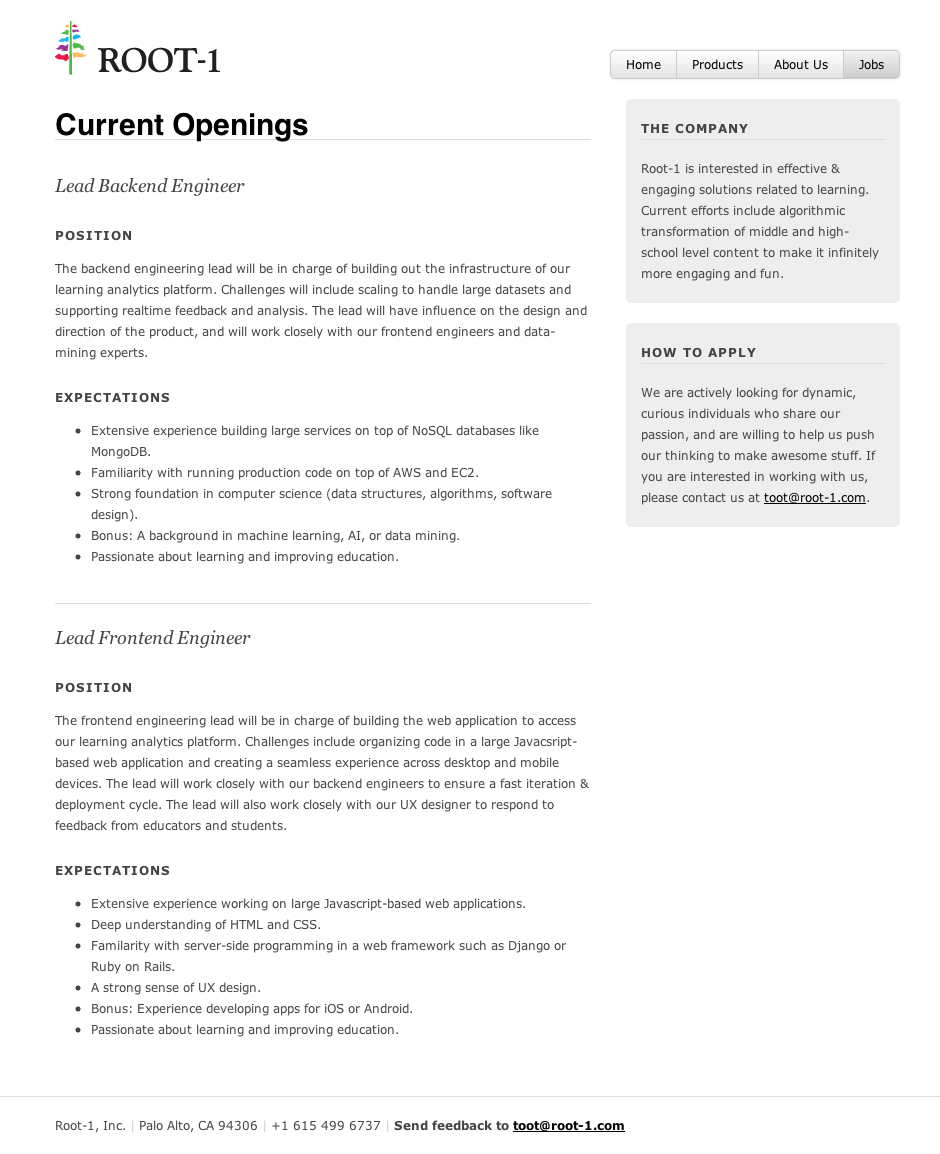 ROOT-1
Home
Products
About Us
Jobs
Current Openings
Lead Backend Engineer
POSITION
The backend engineering lead will be in charge of building out the infrastructure of our
learning analytics platform. Challenges will include scaling to handle large datasets and
supporting realtime feedback and analysis. The lead will have influence on the design and
direction of the product, and will work closely with our frontend engineers and data-
mining experts.
EXPECTATIONS
• Extensive experience building large services on top of NoSQL databases like
MongoDB.
• Familiarity with running production code on top of AWS and EC2.
• Strong foundation in computer science (data structures, algorithms, software
design).
• Bonus: A background in machine learning, AI, or data mining.
• Passionate about learning and improving education.
Lead Frontend Engineer
POSITION
The frontend engineering lead will be in charge of building the web application to access
our learning analytics platform. Challenges include organizing code in a large Javacsript-
based web application and creating a seamless experience across desktop and mobile
devices. The lead will work closely with our backend engineers to ensure a fast iteration &
deployment cycle. The lead will also work closely with our UX designer to respond to
feedback from educators and students.
EXPECTATIONS
• Extensive experience working on large Javascript-based web applications.
• Deep understanding of HTML and CSS.
• Familarity with server-side programming in a web framework such as Django or
Ruby on Rails.
• A strong sense of UX design.
• Bonus: Experience developing apps for iOS or Android.
• Passionate about learning and improving education.
THE COMPANY
Root-1 is interested in effective &
engaging solutions related to learning.
Current efforts include algorithmic
transformation of middle and high-
school level content to make it infinitely
more engaging and fun.
HOW TO APPLY
We are actively looking for dynamic,
curious individuals who share our
passion, and are willing to help us push
our thinking to make awesome stuff. If
you are interested in working with us,
please contact us at toot@root-1.com.
Root-1, Inc. | Palo Alto, CA 94306 | +1 615 499 6737 | Send feedback to toot@root-1.com